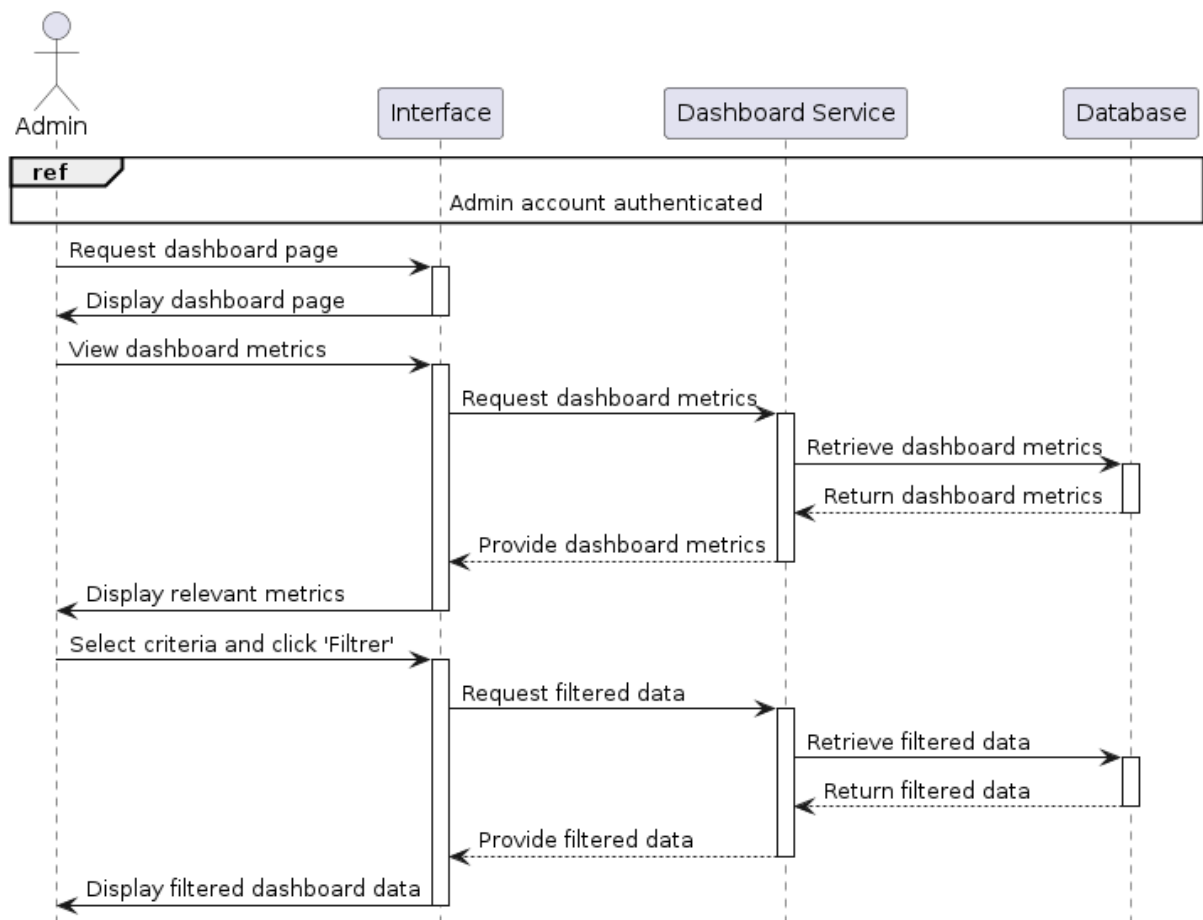 Admin
Interface
Dashboard Service
Database
ref
Admin account authenticated
Request dashboard page
Display dashboard page
View dashboard metrics
Request dashboard metrics
Retrieve dashboard metrics
Return dashboard metrics
Provide dashboard metrics
Display relevant metrics
Select criteria and click 'Filtrer'
Request filtered data
Retrieve filtered data
Return filtered data
Provide filtered data
Display filtered dashboard data